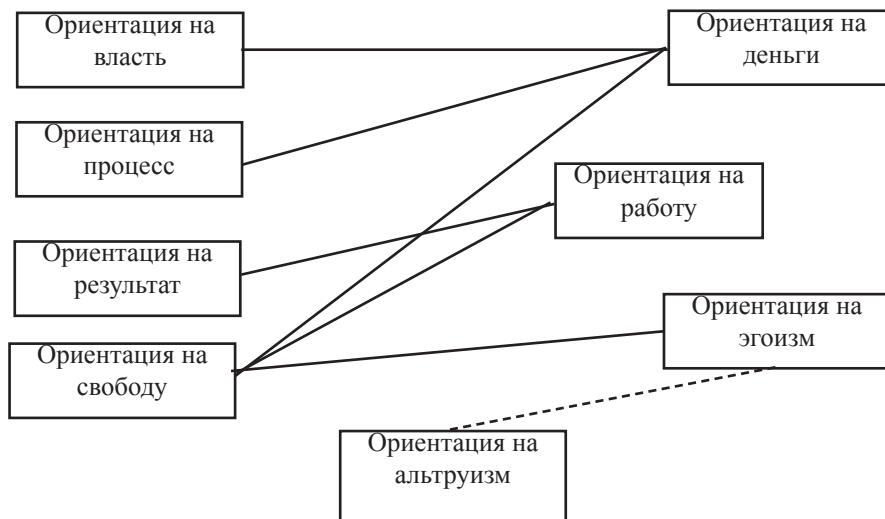 Ориентация на
власть
Ориентация на
деньги
Ориентация на
процесс
Ориентация на
работу
Ориентация на
результат
Ориентация на
эгоизм
Ориентация на
свободу
Ориентация на
альтруизм